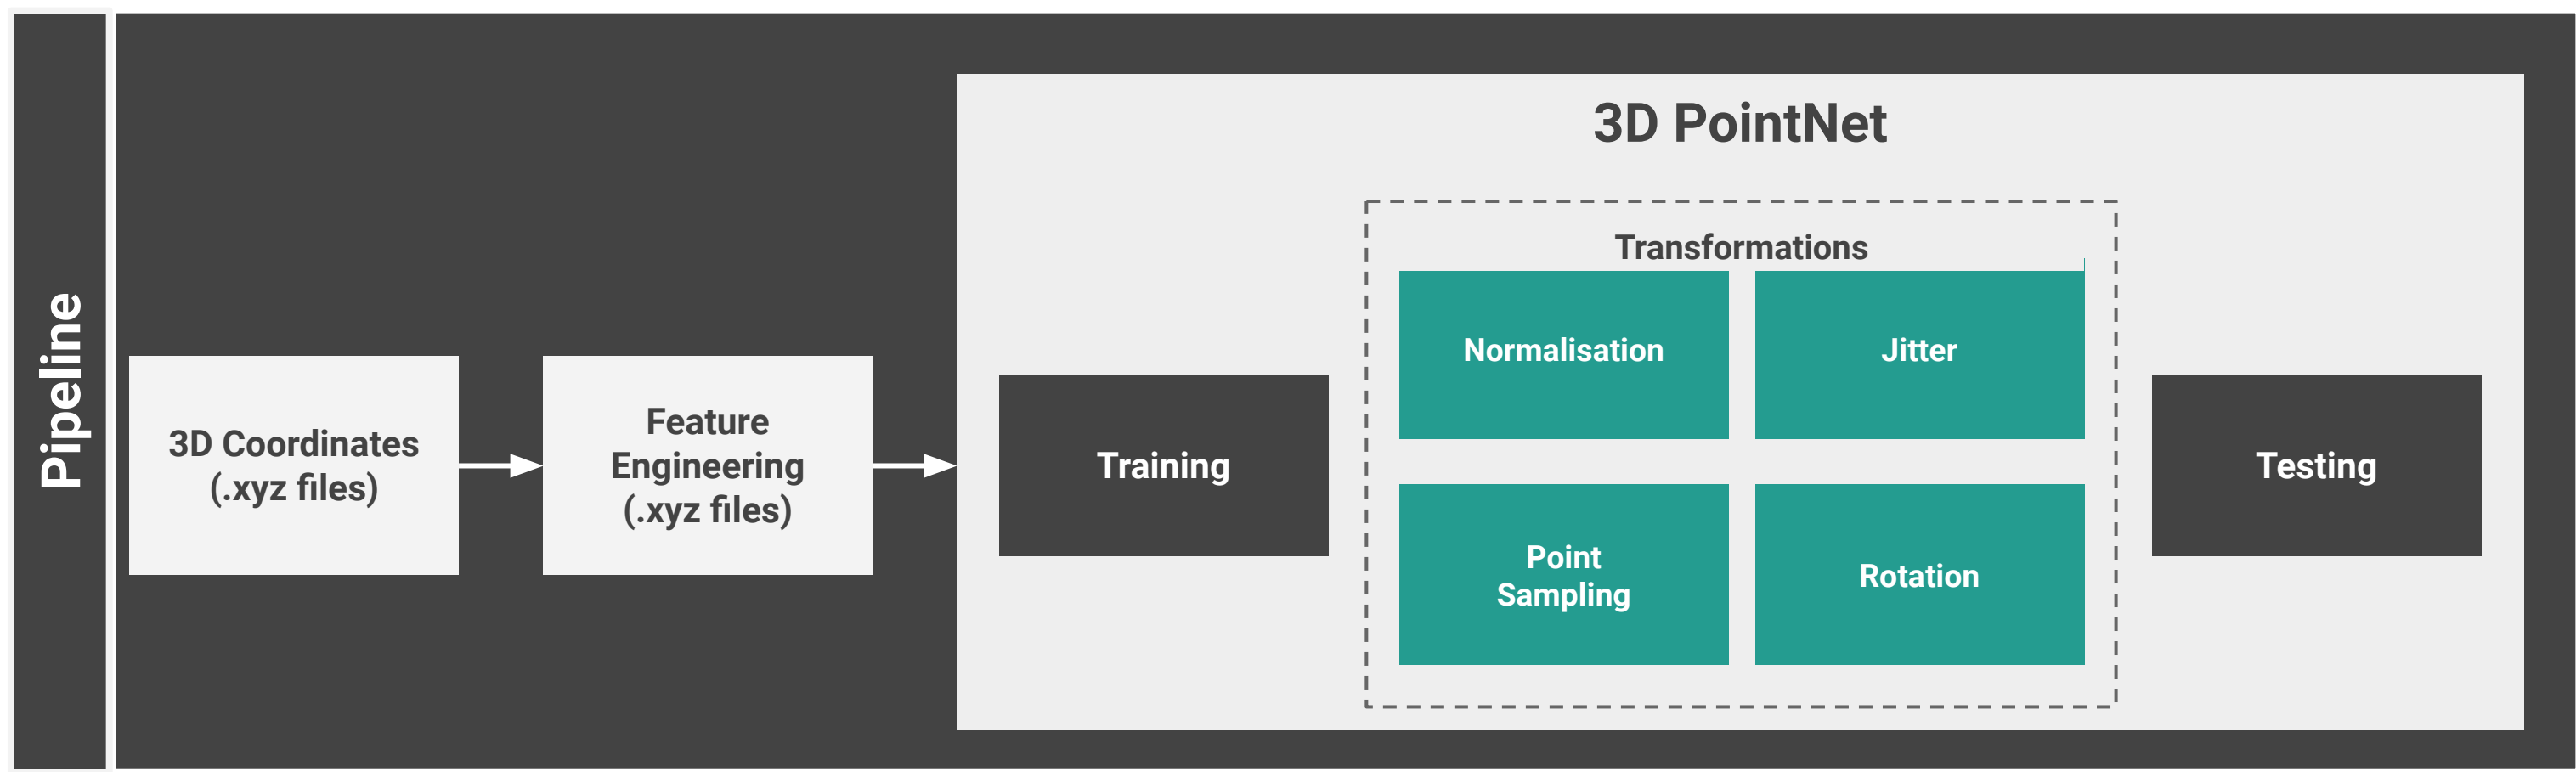 Pipeline
3D Coordinates
(.xyz files)
Feature
Engineering
(.xyz files)
3D PointNet
Training
Transformations
Normalisation
Jitter
Point
Sampling
Rotation
Testing